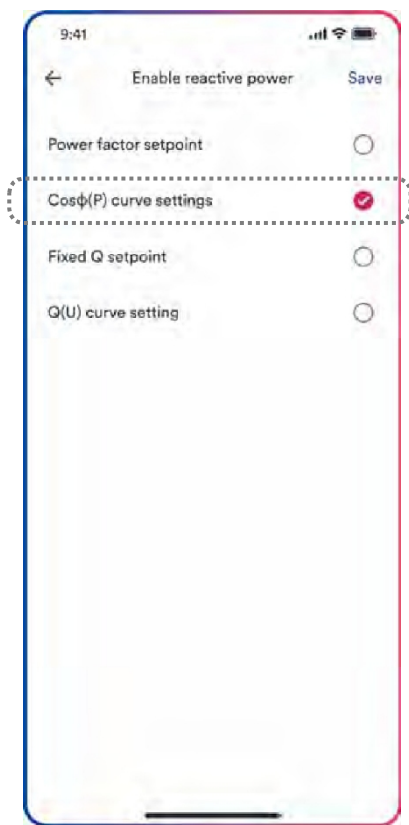 9:41
Enable reactive power Save
Power factor setpoint
Cosϕ(P) curve settings
Fixed Q setpoint
Q(U) curve setting